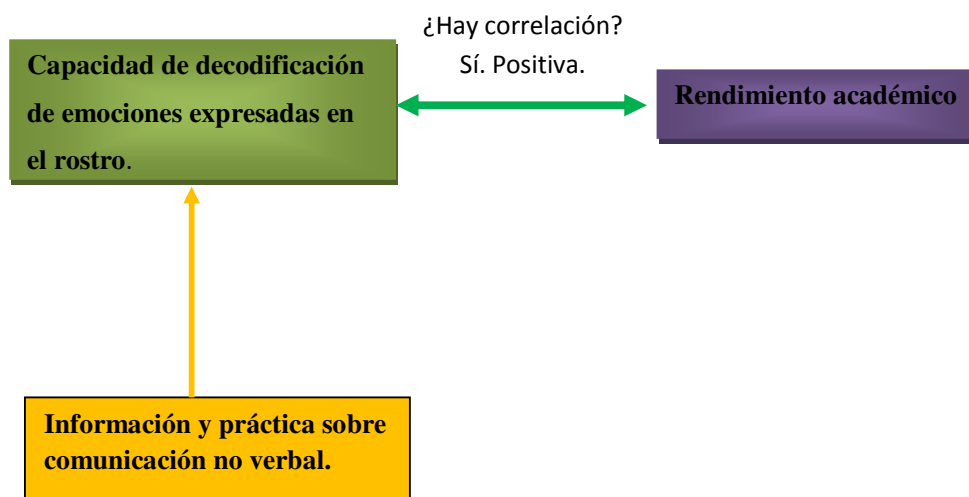 ¿Hay correlación?
Sí. Positiva.
Capacidad de decodificación
de emociones expresadas en
el rostro.
Rendimiento académico
Información y práctica sobre
comunicación no verbal.